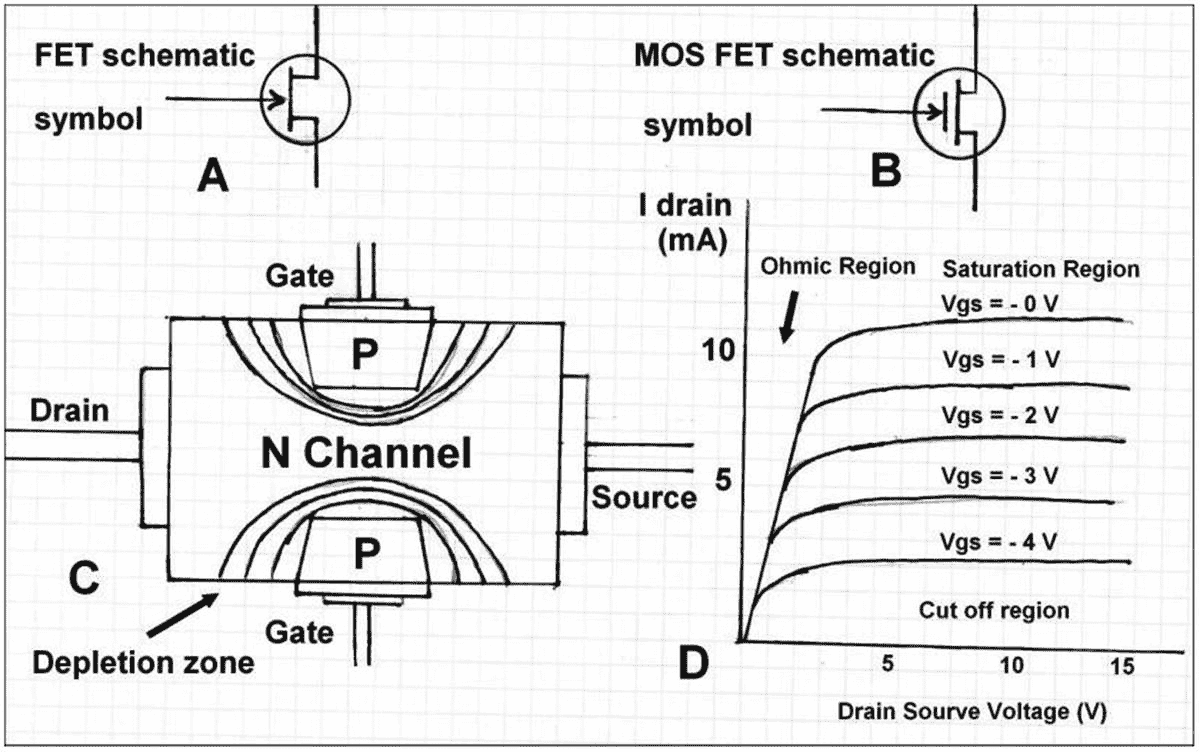 FET schematic
symbol
A
MOS FET schematic
symbol
B
Gate
P
Drain
N Channel
Source
P
C
Gate
Depletion zone
I drain
(mA)
Ohmic Region
Saturation Region
Vgs = - 0 V
10
Vgs = - 1 V
Vgs = - 2 V
5
Vgs = - 3 V
Vgs = - 4 V
Cut off region
D
5 10 15
Drain Sourve Voltage (V)